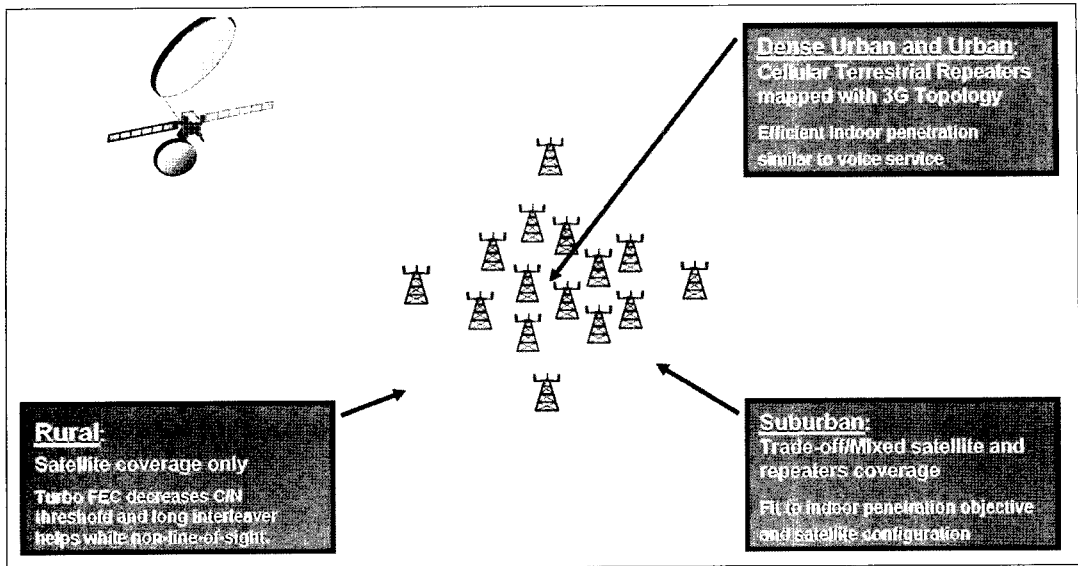 Dense Urban and Urban:
Cellular Terrestrial Repeaters
mapped with 3G Topology
Efficient indoor penetration
similar to voice service
Rural:
Satellite coverage only
Turbo FEC decreases C/N
threshold and long interleaver
helps while non-line-of-sight.
Suburban:
Trade-off/Mixed satellite and
repeaters coverage
Fit to indoor penetration objective
and satellite configuration